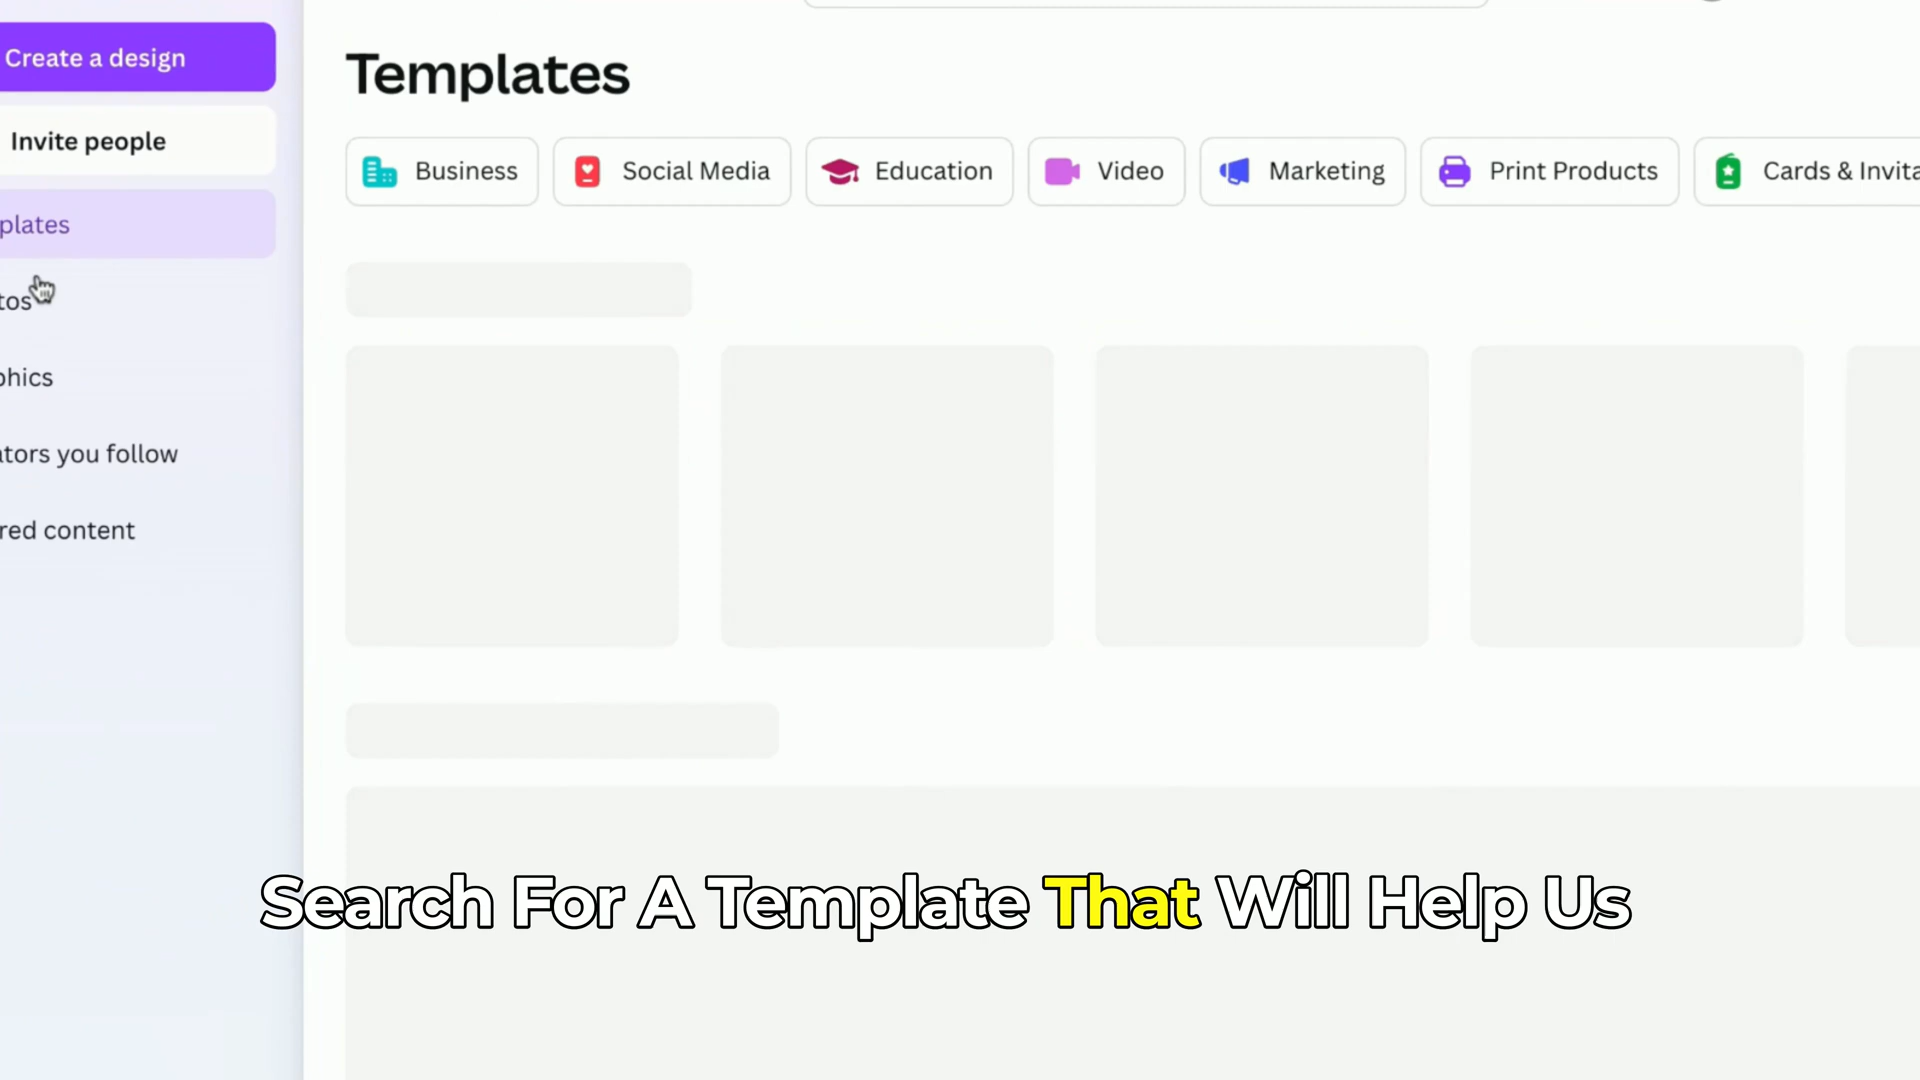 Create a design
Invite people
plates
tos
phics
ators you follow
red content
Templates
Business
Social Media
Education
Video
Marketing
Print Products
Cards & Invita
Search For A Template That Will Help Us